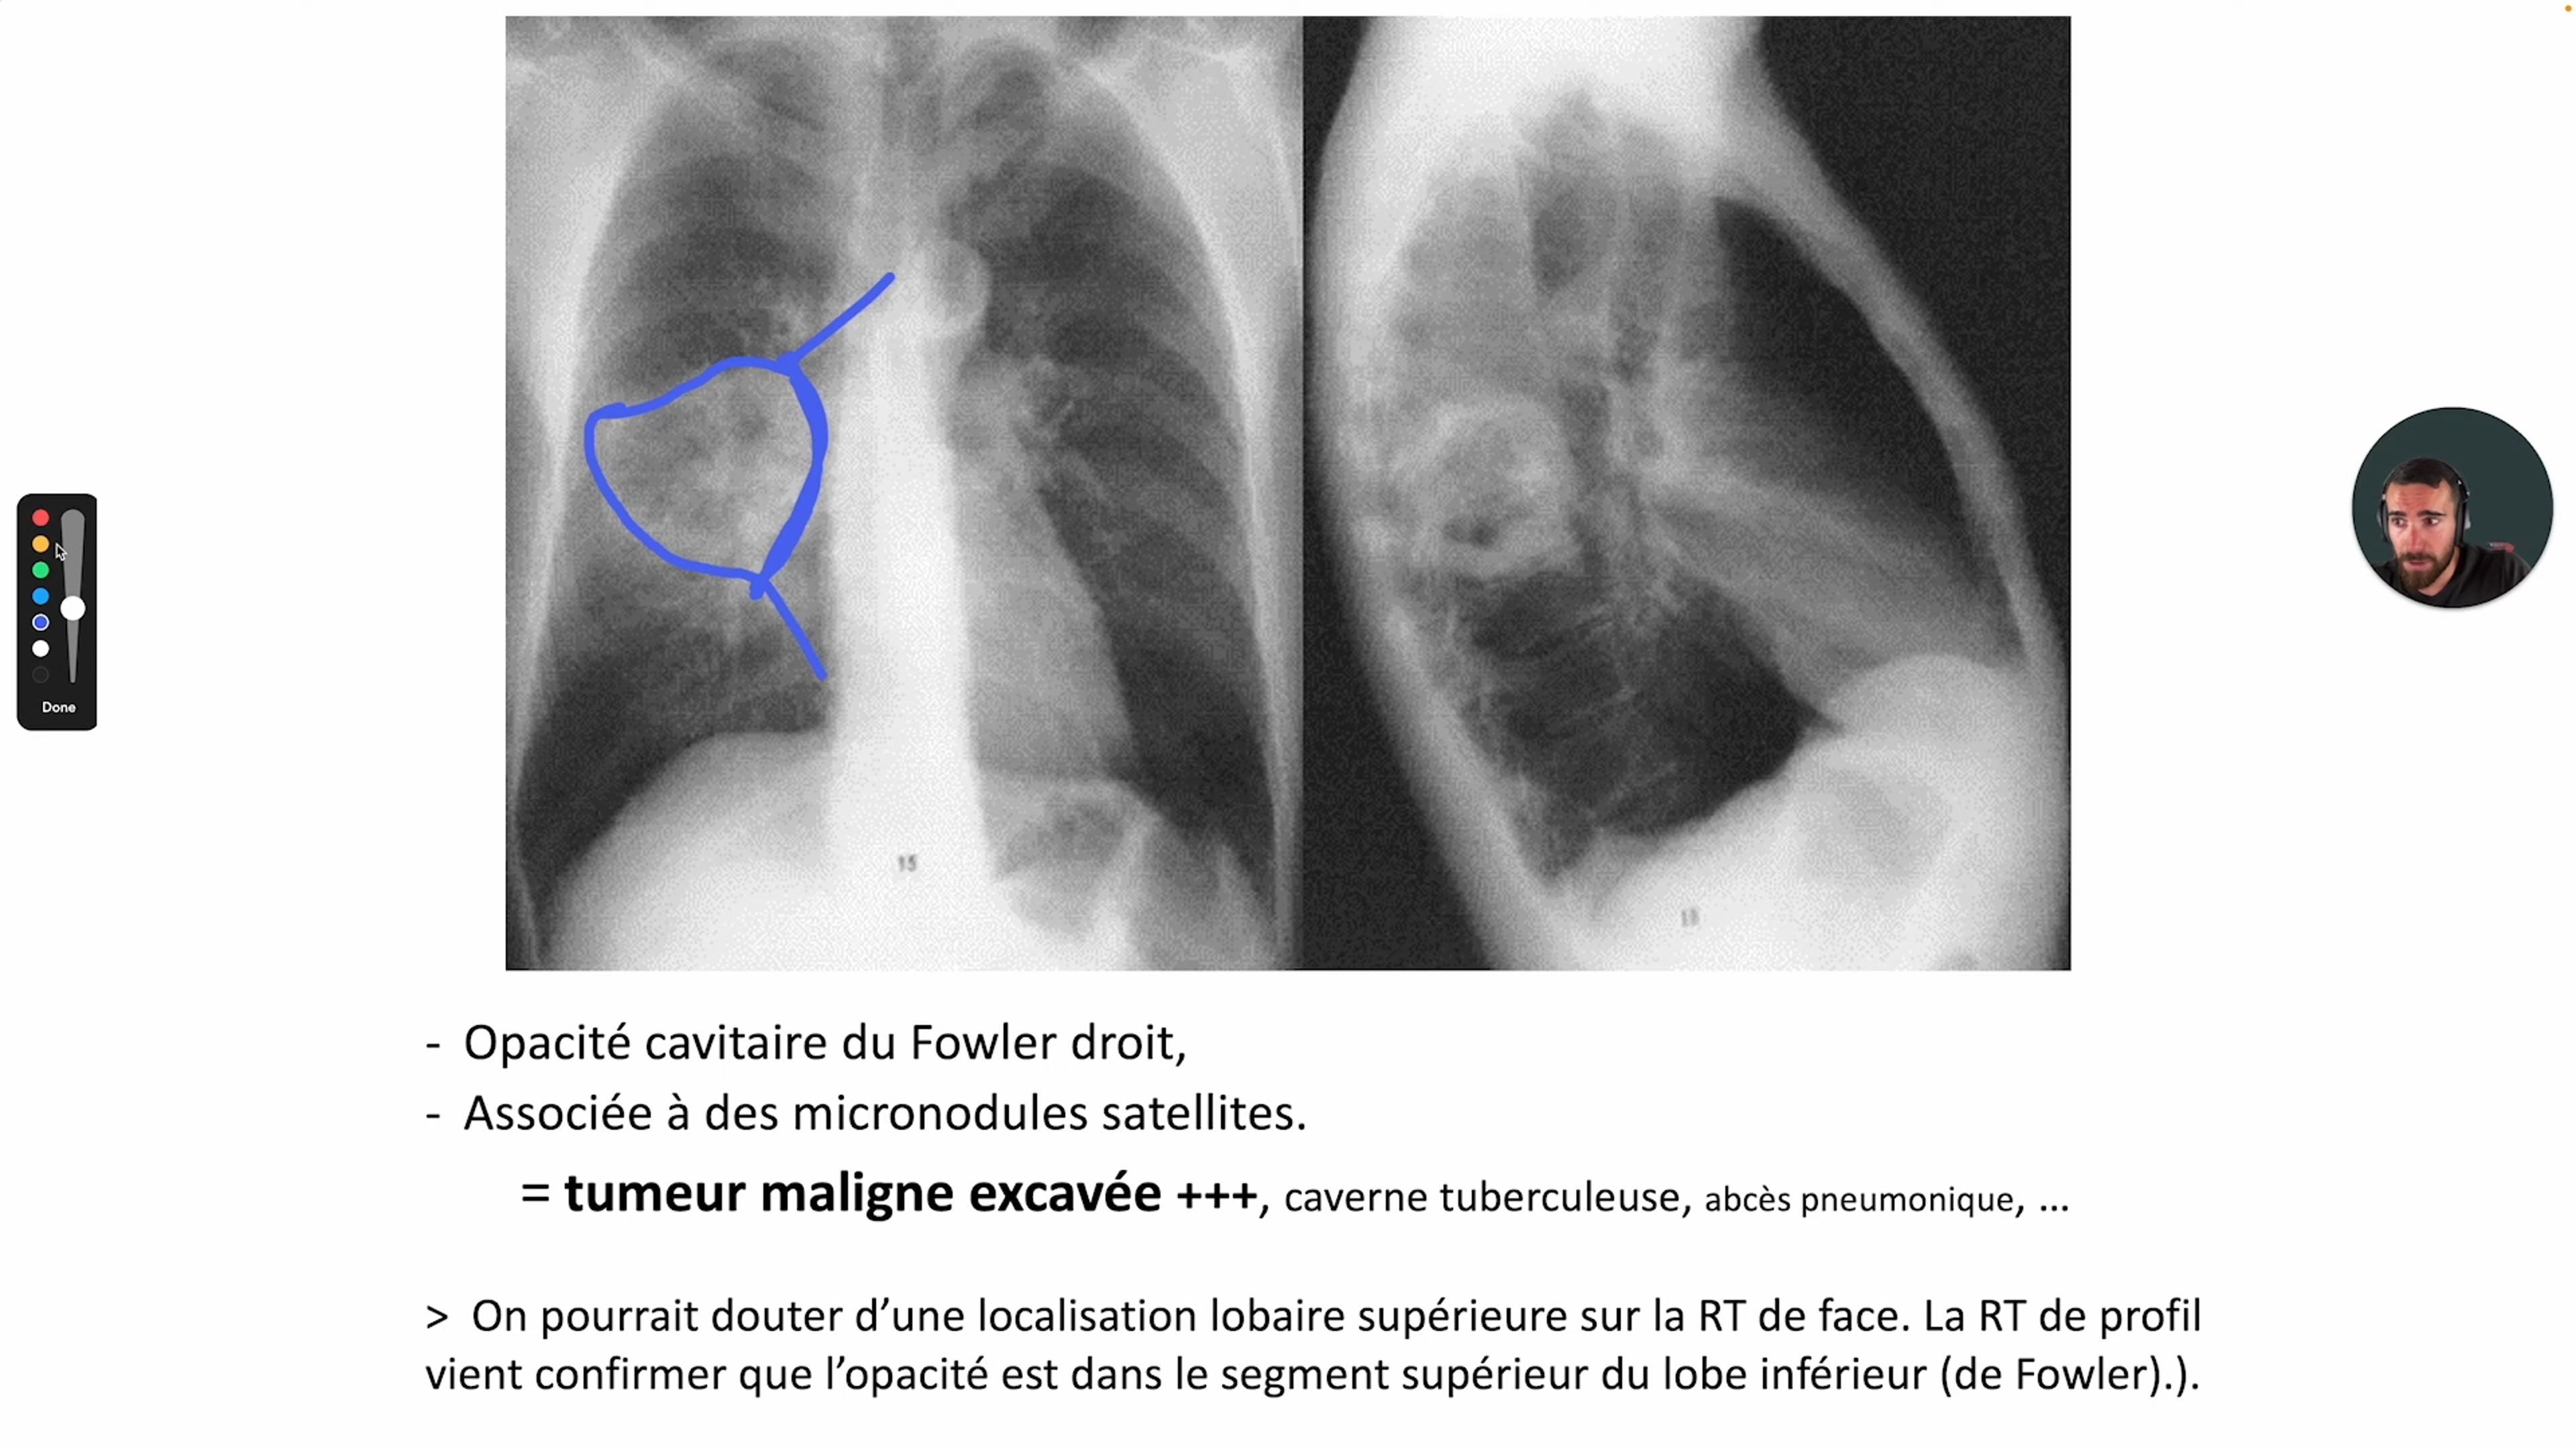 15
Done
- Opacité cavitaire du Fowler droit,
- Associée à des micronodules satellites.
= tumeur maligne excavée +++, caverne tuberculeuse, abcès pneumonique, ...
> On pourrait douter d’une localisation lobaire supérieure sur la RT de face. La RT de profil
vient confirmer que l’opacité est dans le segment supérieur du lobe inférieur (de Fowler).).